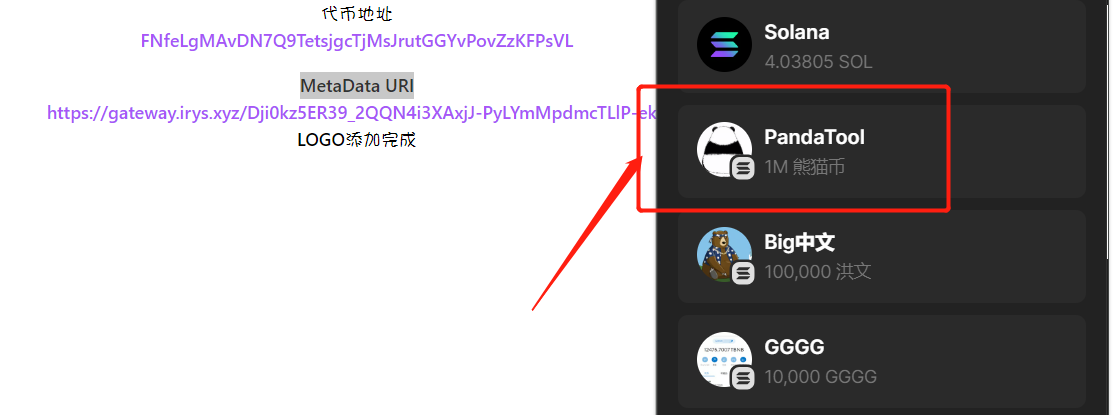 代币地址
FNfeLgMAvDN7Q9TetsjgcTjMsJrutGGYvPovZzKFPsVL
MetaData URI
https://gateway.irys.xyz/Dji0kz5ER39_2QQN4i3XAxjJ-PyLYmMpdmcTLlP-ek
LOGO添加完成
Solana
4.03805 SOL
PandaTool
1M 熊猫币
Big中文
100,000 洪文
GGGG
10,000 GGGG